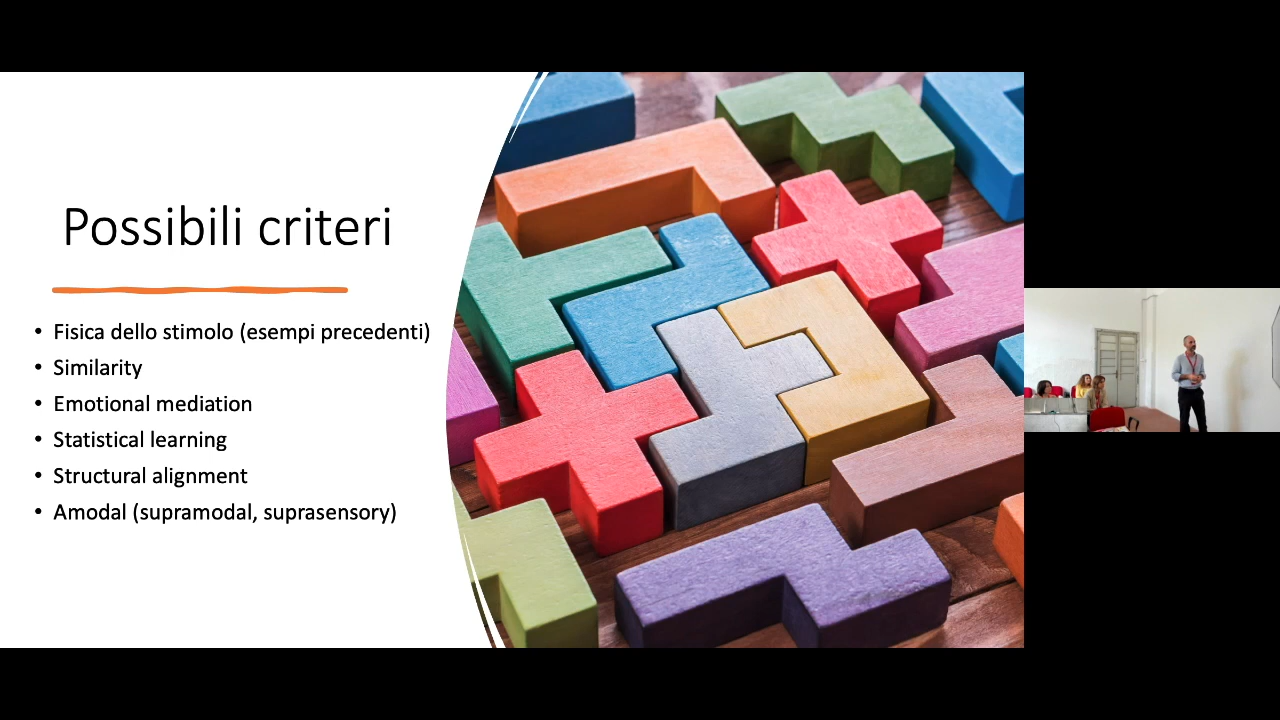 Possibili criteri
• Fisica dello stimolo (esempi precedenti)
• Similarity
• Emotional mediation
• Statistical learning
• Structural alignment
• Amodal (supramodal, suprasensory)